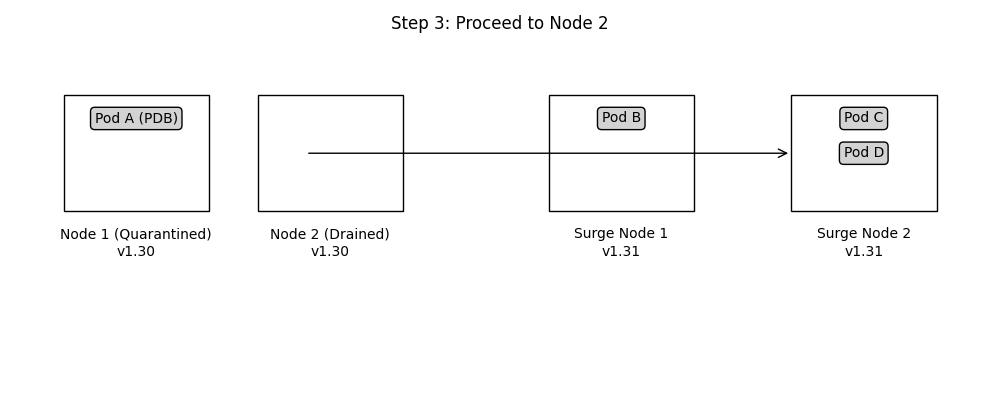 Step 3: Proceed to Node 2
Pod A (PDB)
Pod B
Pod C
Pod D
Node 1 (Quarantined)
v1.30
Node 2 (Drained)
v1.30
Surge Node 1
v1.31
Surge Node 2
v1.31